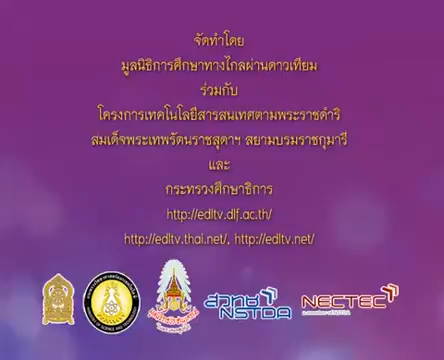 จัดทำโดย
มูลนิธิการศึกษาทางไกลผ่านดาวเทียม
ร่วมกับ
โครงการเทคโนโลยีสารสนเทศตามพระราชดำริ
สมเด็จพระเทพรัตนราชสุดาฯ สยามบรมราชกุมารี
และ
กระทรวงศึกษาธิการ
http://edltv.dlf.ac.th/
http://edltv.thai.net/, http://edltv.net/
สวทช
NSTDA
NECTEC
a member of NSTDA